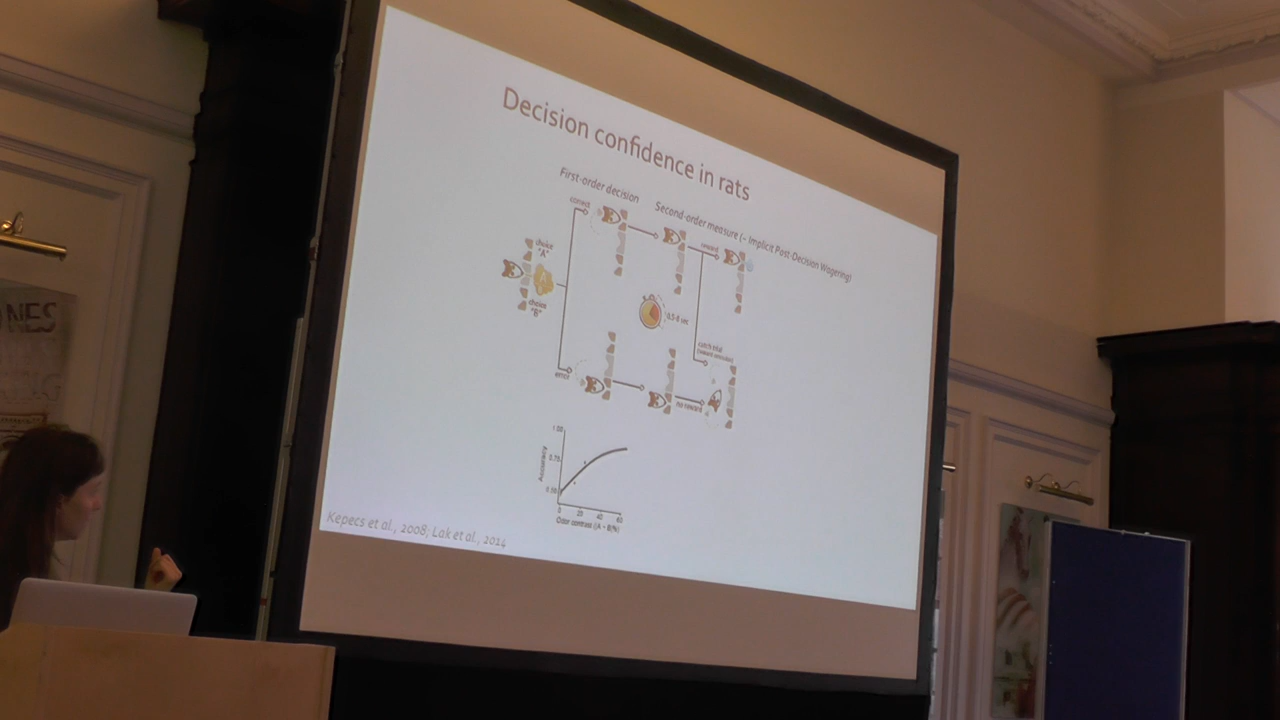 Decision confidence in rats
First-order decision
Second-order measure (~ Implicit Post-Decision Wagering)
correct
choice
"A"
choice
"B"
reward
0.5-8 sec
catch trial
error
no reward
1.00
0.75
0.50
Accuracy
0 20 40 60
Odor contrast (|A - B|%)
Kepecs et al., 2008; Lak et al., 2014
NES